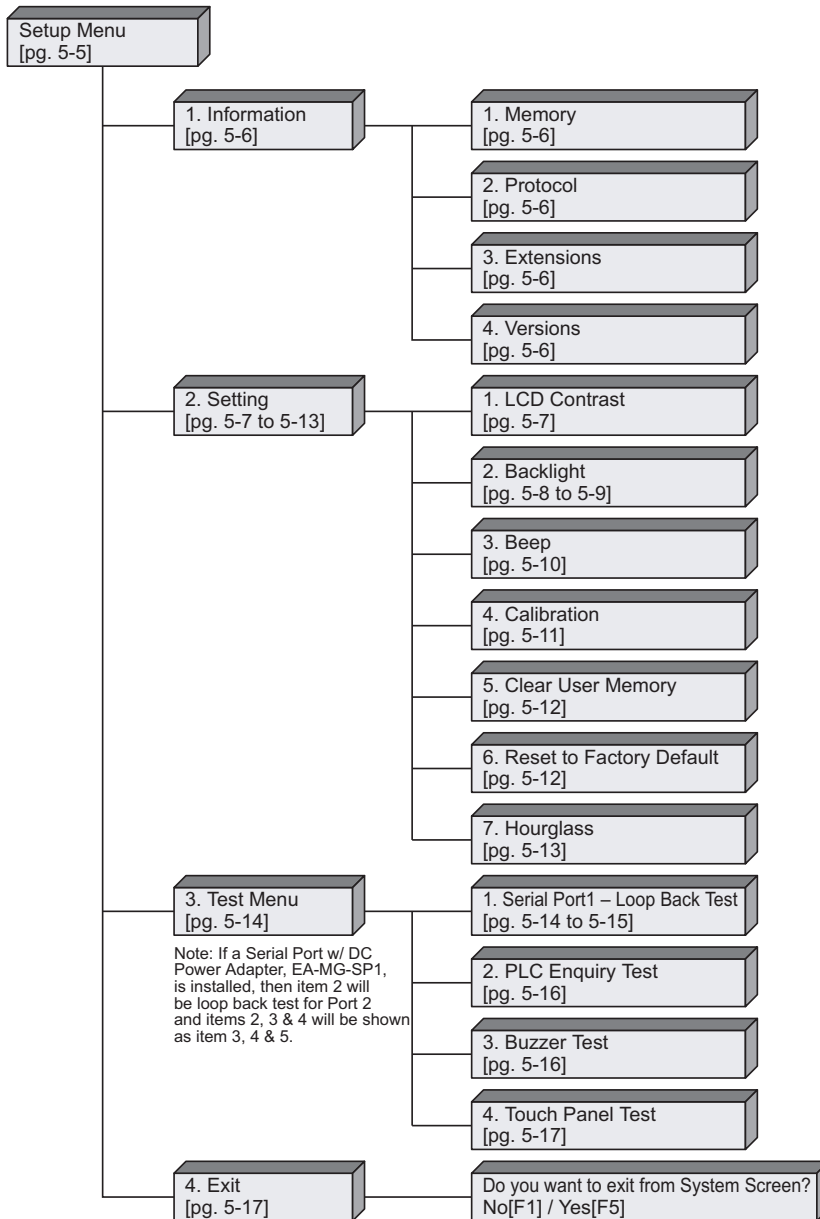 Setup Menu
[pg. 5-5]
1. Information
[pg. 5-6]
1. Memory
[pg. 5-6]
2. Protocol
[pg. 5-6]
3. Extensions
[pg. 5-6]
4. Versions
[pg. 5-6]
2. Setting
[pg. 5-7 to 5-13]
1. LCD Contrast
[pg. 5-7]
2. Backlight
[pg. 5-8 to 5-9]
3. Beep
[pg. 5-10]
4. Calibration
[pg. 5-11]
5. Clear User Memory
[pg. 5-12]
6. Reset to Factory Default
[pg. 5-12]
7. Hourglass
[pg. 5-13]
3. Test Menu
[pg. 5-14]
Note: If a Serial Port w/ DC
Power Adapter, EA-MG-SP1,
is installed, then item 2 will
be loop back test for Port 2
and items 2, 3 & 4 will be shown
as item 3, 4 & 5.
1. Serial Port1 – Loop Back Test
[pg. 5-14 to 5-15]
2. PLC Enquiry Test
[pg. 5-16]
3. Buzzer Test
[pg. 5-16]
4. Touch Panel Test
[pg. 5-17]
4. Exit
[pg. 5-17]
Do you want to exit from System Screen?
No[F1] / Yes[F5]